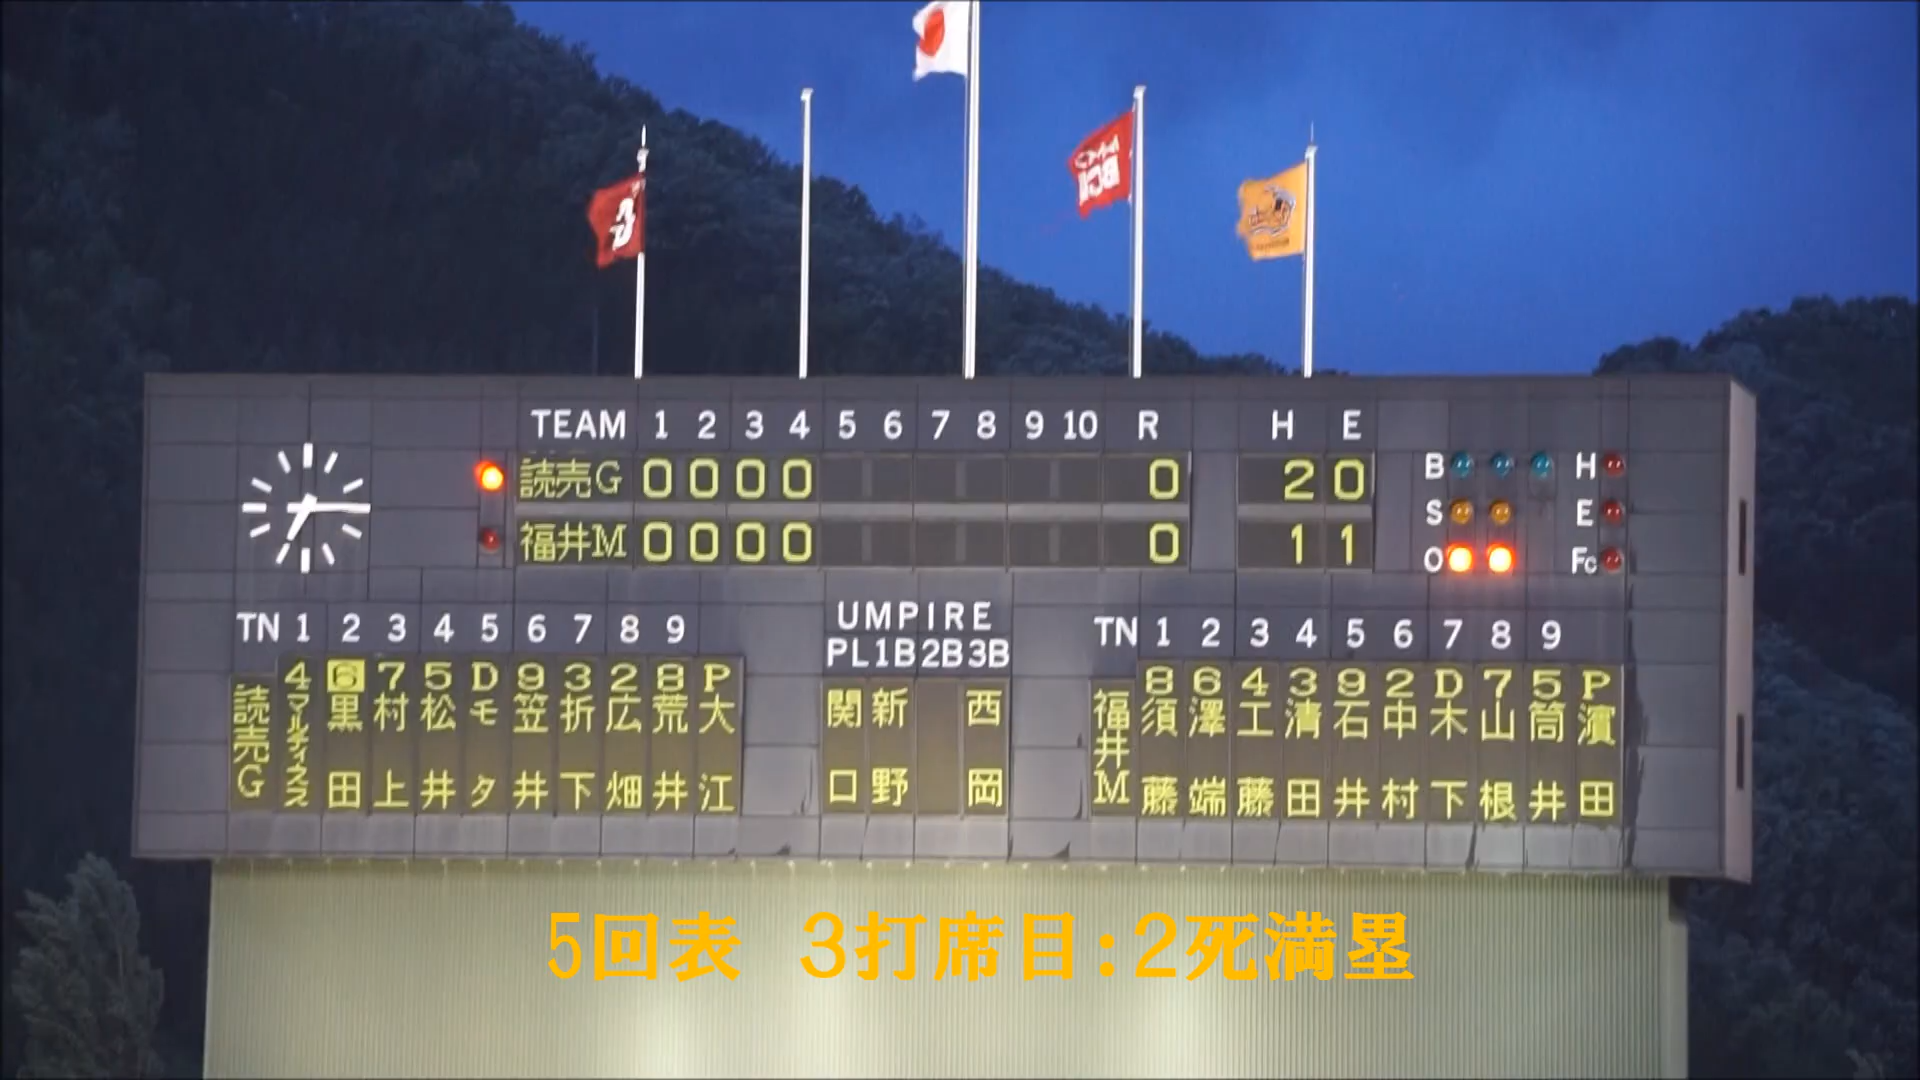 TEAM 1 2 3 4 5 6 7 8 9 10 R H E
読売G 0 0 0 0 0 2 0
福井M 0 0 0 0 0 1 1
B H
S E
O Fc
UMPIRE
PL 1B 2B 3B
関口 新野 西岡
TN 1 2 3 4 5 6 7 8 9
4 6 7 5 D 9 3 2 8 P
読売G マルティネス 黒田 村上 松井 モタ 笠井 折下 広畑 荒井 大江
TN 1 2 3 4 5 6 7 8 9
8 6 4 3 9 2 D 7 5 P
福井M 須藤 澤端 工藤 清田 石井 中村 木下 山根 筒井 濱田
5回表 3打席目:2死満塁